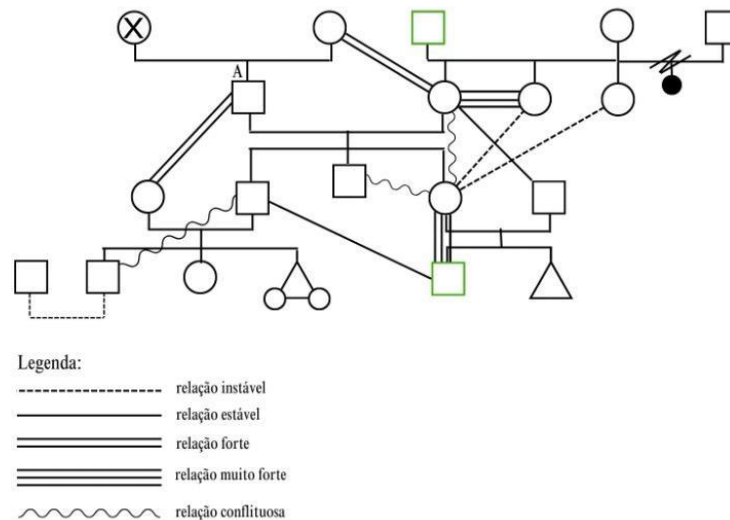 A
Legenda:
relação instável
relação estável
relação forte
relação muito forte
relação conflituosa